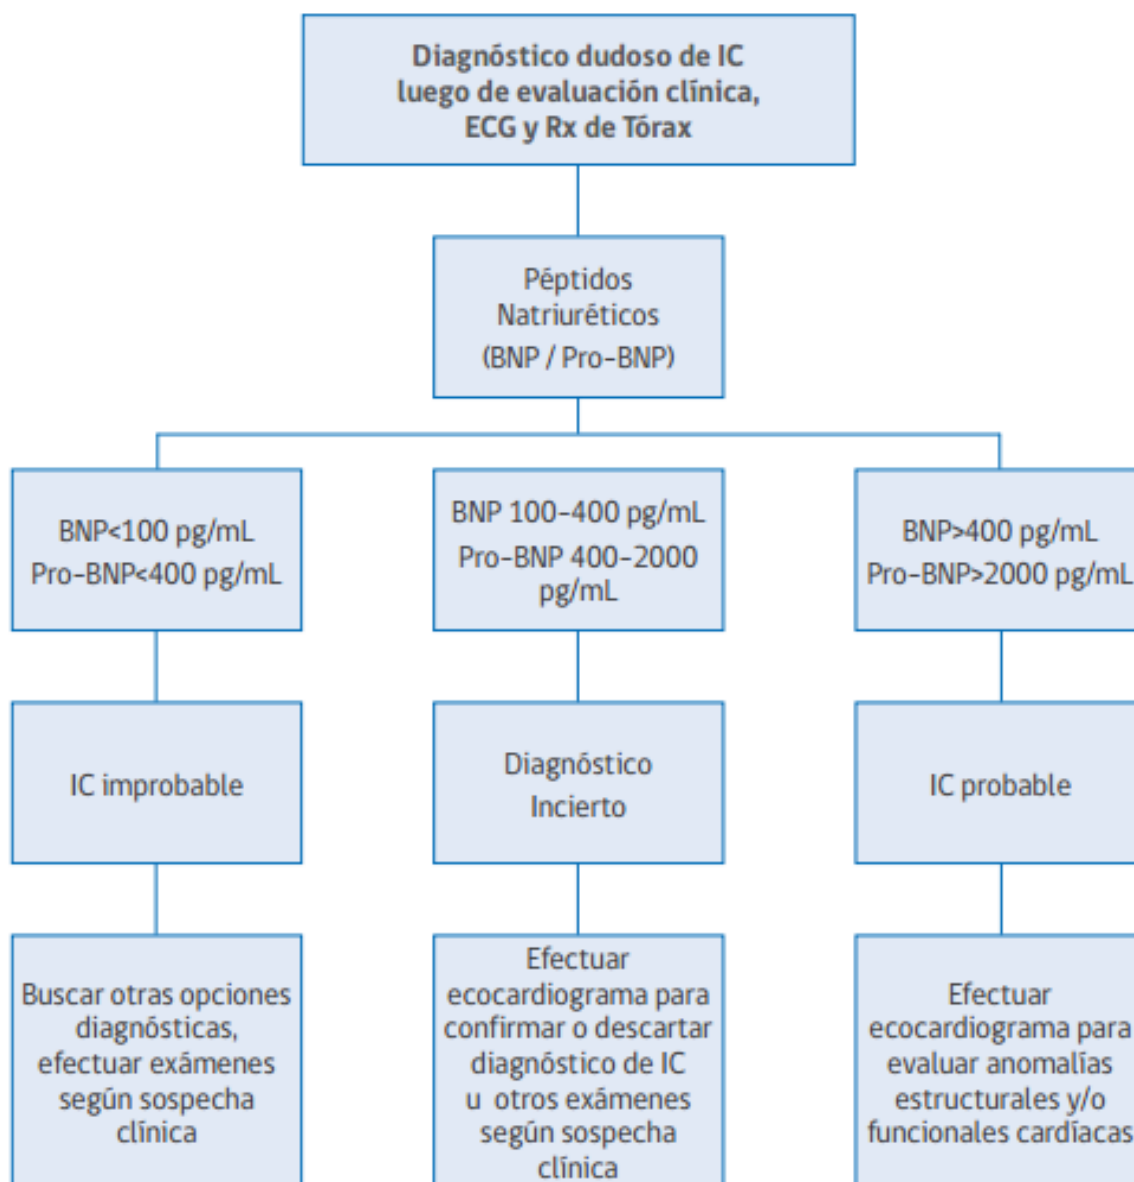 Diagnóstico dudoso de IC
luego de evaluación clínica,
ECG y Rx de Tórax
Péptidos
Natriuréticos
(BNP / Pro-BNP)
BNP<100 pg/mL
Pro-BNP<400 pg/mL
BNP 100-400 pg/mL
Pro-BNP 400-2000
pg/mL
BNP>400 pg/mL
Pro-BNP>2000 pg/mL
IC improbable
Diagnóstico
Incierto
IC probable
Buscar otras opciones
diagnósticas,
efectuar exámenes
según sospecha
clínica
Efectuar
ecocardiograma para
confirmar o descartar
diagnóstico de IC
u otros exámenes
según sospecha
clínica
Efectuar
ecocardiograma para
evaluar anomalías
estructurales y/o
funcionales cardíacas